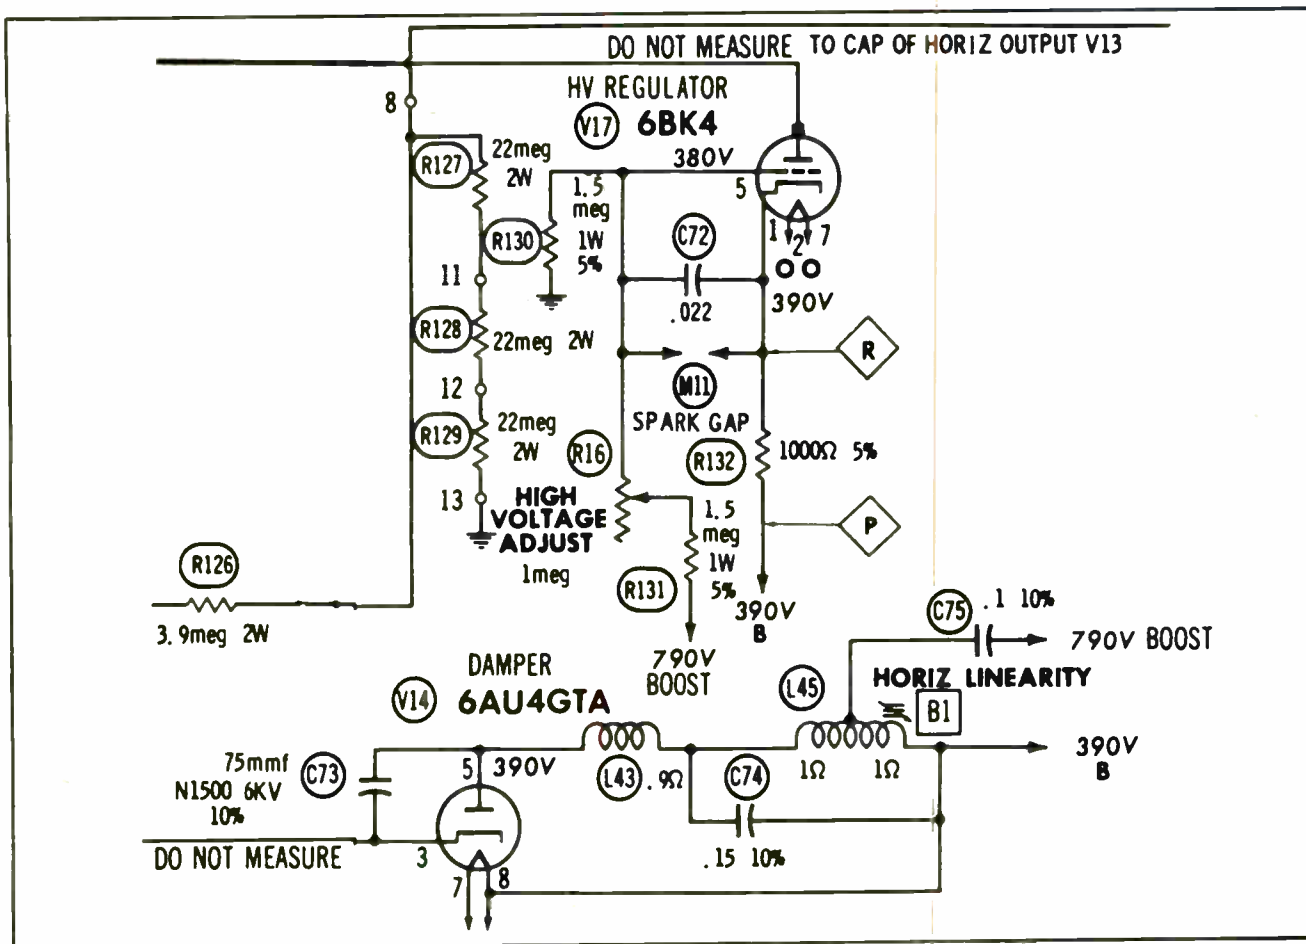 DO NOT MEASURE TO CAP OF HORIZ OUTPUT V13
8
HV REGULATOR
V17 6BK4
R127
22meg
2W
380V
5
1.5
meg
1W
5%
R130
C72
.022
1 2 7
390V
11
R128
22meg 2W
R
12
M11
SPARK GAP
R129
22meg
2W
R16
R132
1000Ω 5%
13
HIGH
VOLTAGE
ADJUST
1meg
1.5
meg
1W
5%
P
R126
3.9meg 2W
R131
390V
B
790V
BOOST
C75
.1 10%
790V BOOST
DAMPER
V14 6AU4GTA
L45
HORIZ LINEARITY
B1
75mmf
N1500 6KV
10%
C73
5
390V
L43 .9Ω
C74
1Ω
1Ω
390V
B
.15 10%
DO NOT MEASURE
3
7
8